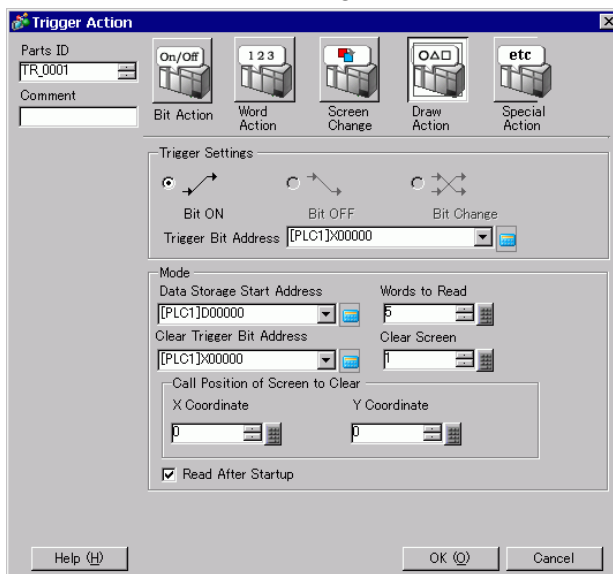 Trigger Action
Parts ID
TR_0001
Comment
On/Off
Bit Action
1 2 3
Word
Action
Screen
Change
Draw
Action
etc
Special
Action
Trigger Settings
Bit ON
Bit OFF
Bit Change
Trigger Bit Address
[PLC1]X00000
Mode
Data Storage Start Address
Words to Read
[PLC1]D00000
5
Clear Trigger Bit Address
Clear Screen
[PLC1]X00000
1
Call Position of Screen to Clear
X Coordinate
Y Coordinate
0
0
Read After Startup
Help (H)
OK (O)
Cancel